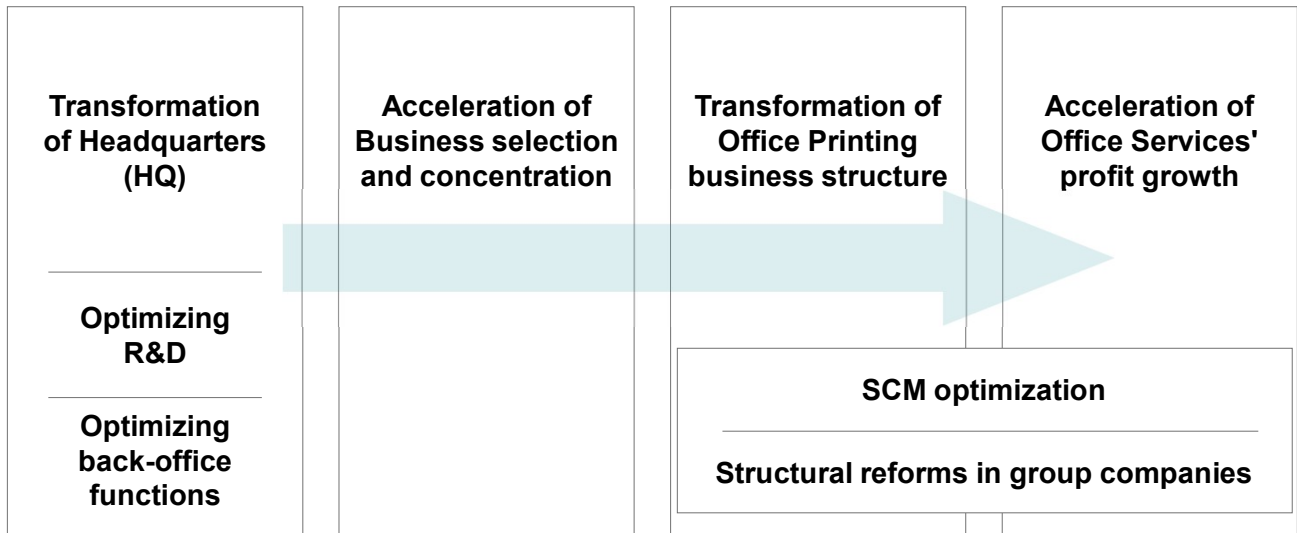 Transformation
of Headquarters
(HQ)
Optimizing
R&D
Optimizing
back-office
functions
Acceleration of
Business selection
and concentration
Transformation of
Office Printing
business structure
Acceleration of
Office Services'
profit growth
SCM optimization
Structural reforms in group companies